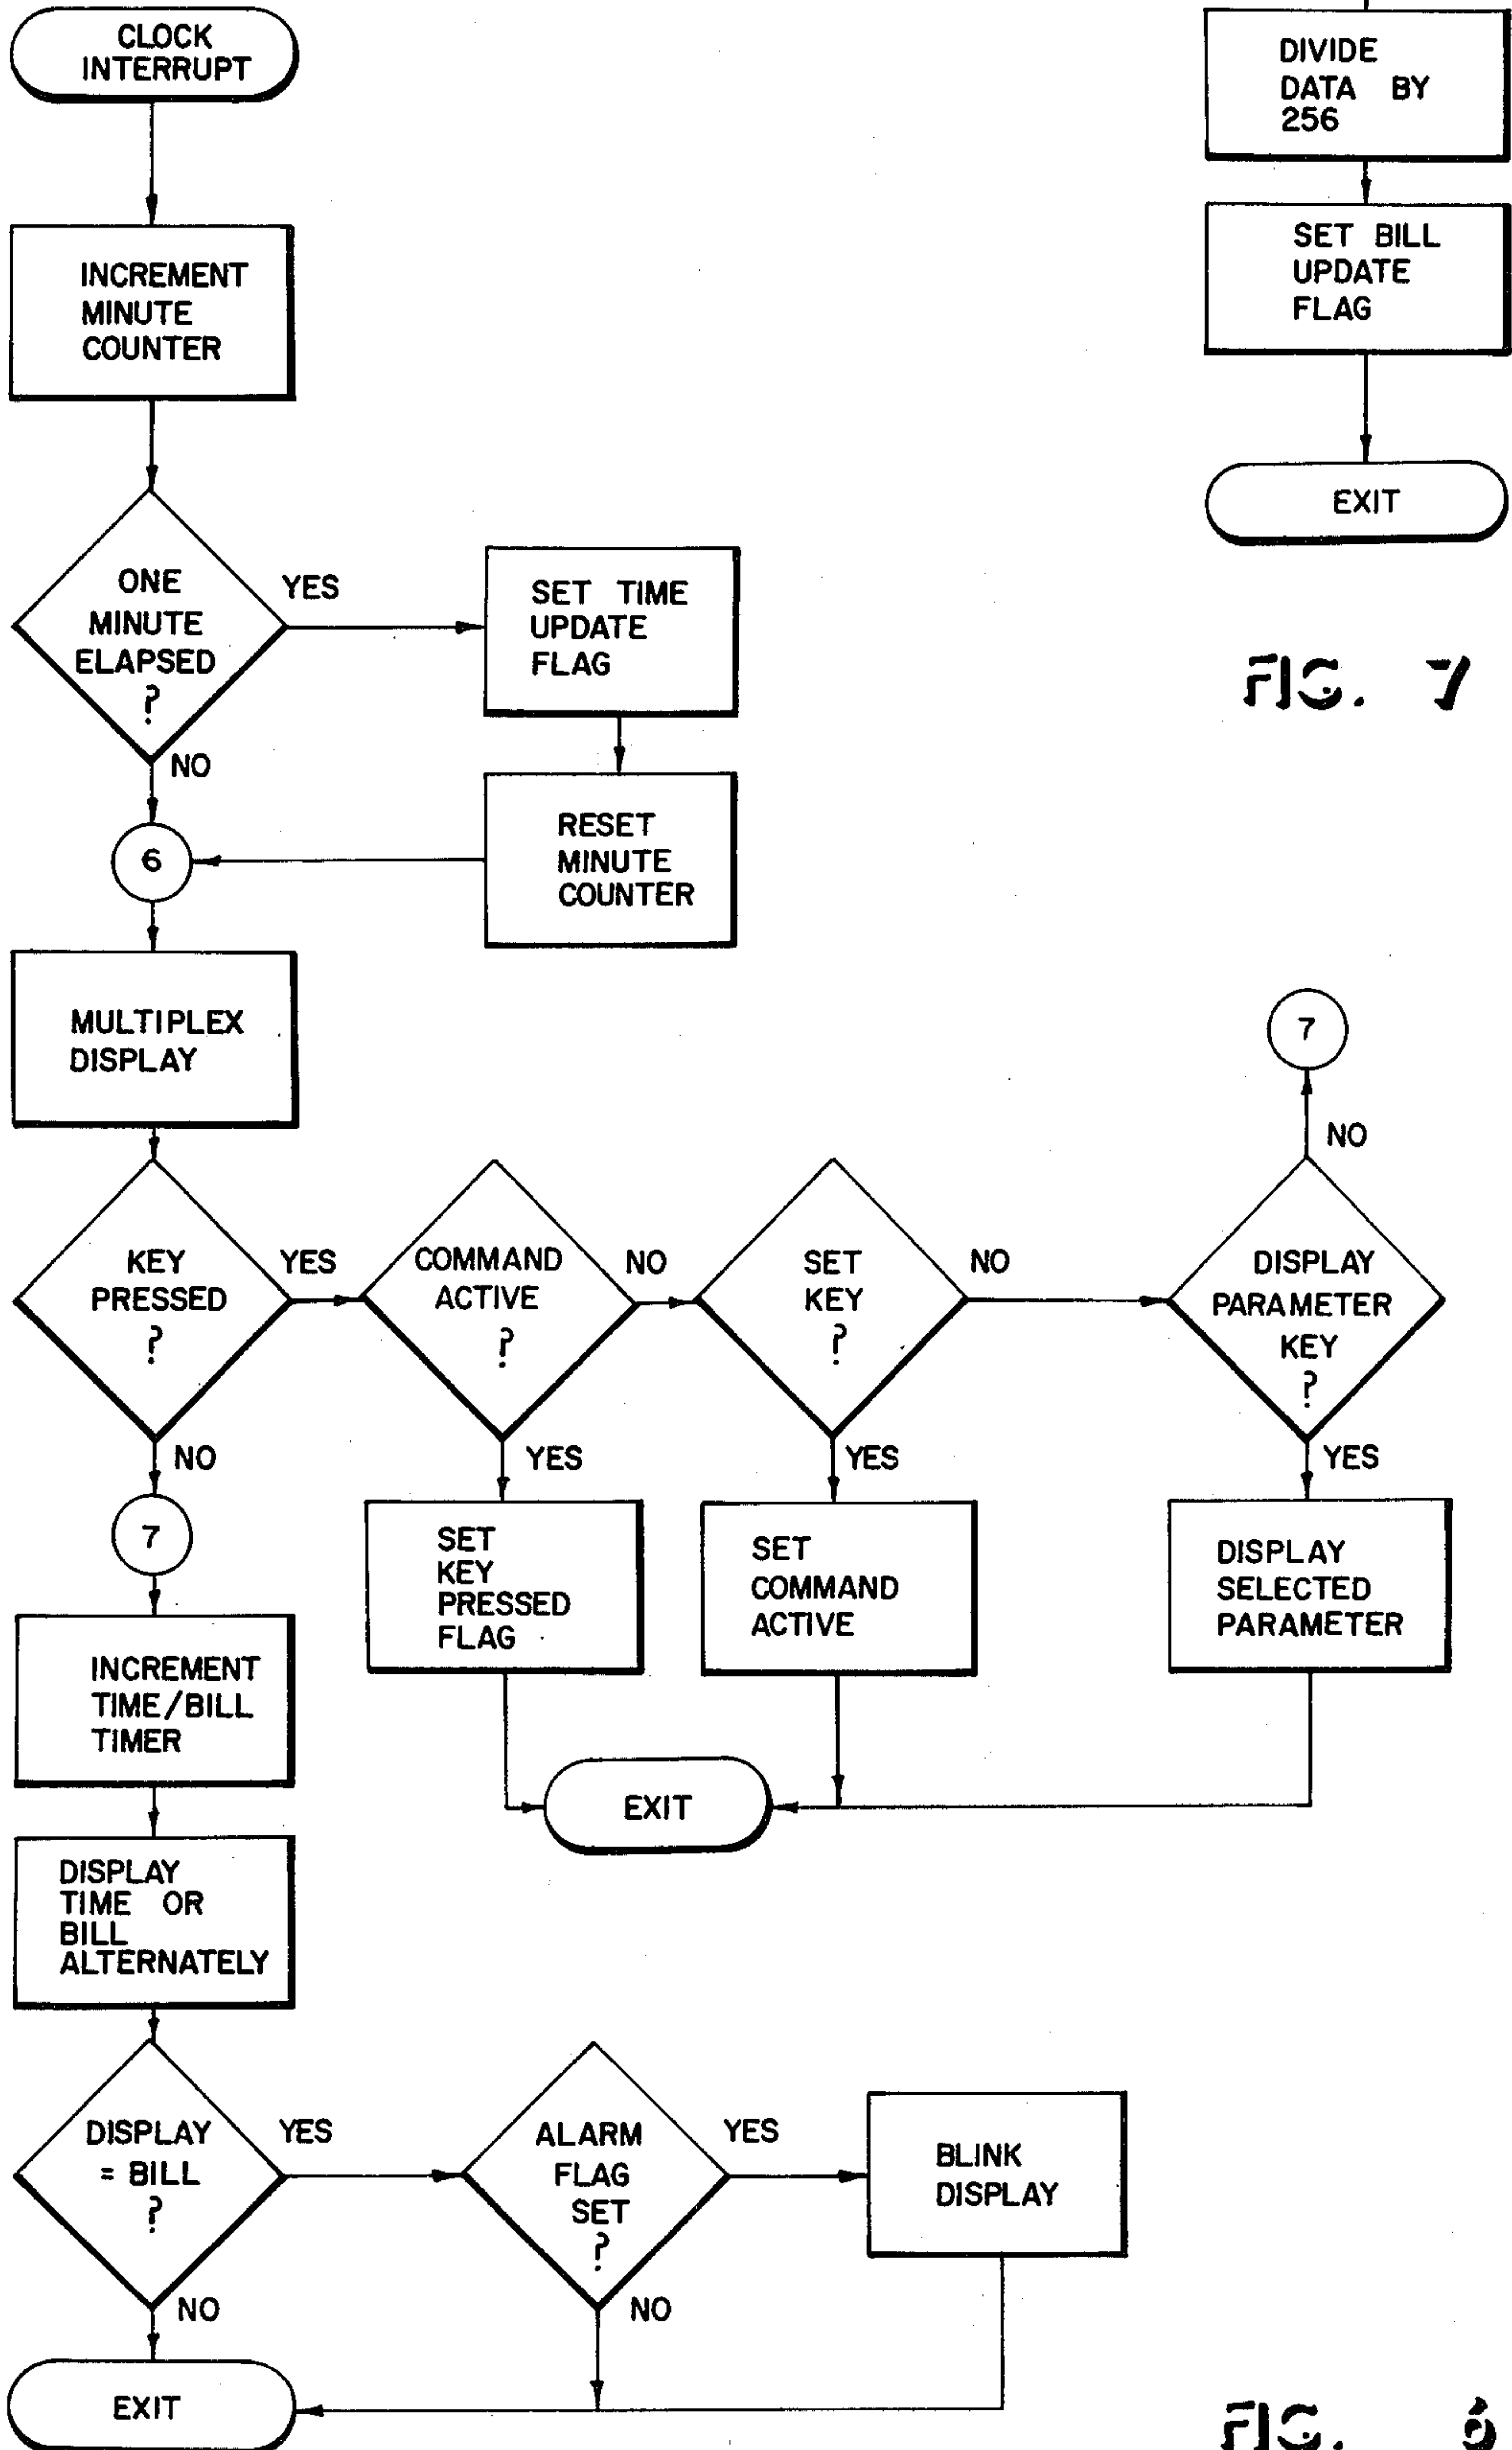 CLOCK
INTERRUPT
INCREMENT
MINUTE
COUNTER
ONE
MINUTE
ELAPSED
?
YES
NO
SET TIME
UPDATE
FLAG
RESET
MINUTE
COUNTER
6
DIVIDE
DATA BY
256
SET BILL
UPDATE
FLAG
EXIT
FIG. 7
MULTIPLEX
DISPLAY
KEY
PRESSED
?
YES
NO
COMMAND
ACTIVE
?
NO
YES
SET
KEY
?
NO
YES
7
NO
DISPLAY
PARAMETER
KEY
?
YES
7
SET
KEY
PRESSED
FLAG
SET
COMMAND
ACTIVE
DISPLAY
SELECTED
PARAMETER
EXIT
INCREMENT
TIME/BILL
TIMER
DISPLAY
TIME OR
BILL
ALTERNATELY
DISPLAY
= BILL
?
YES
NO
ALARM
FLAG
SET
?
YES
NO
BLINK
DISPLAY
EXIT
FIG.